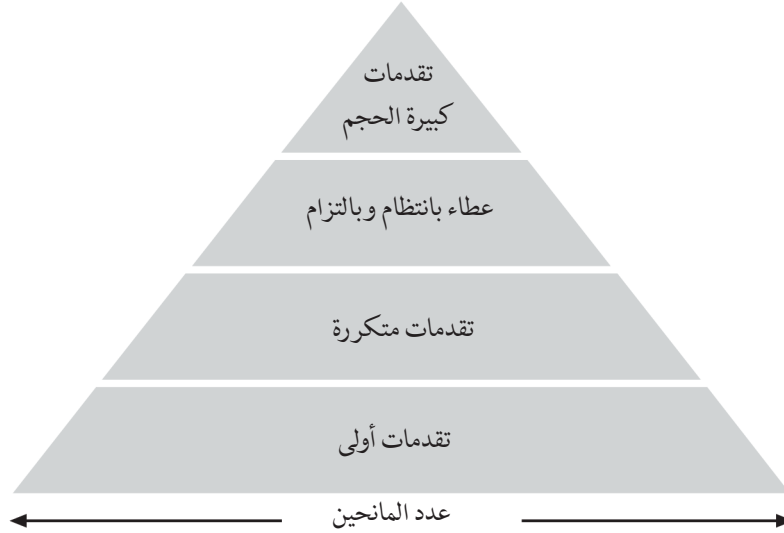 تقدمات
كبيرة الحجم
عطاء بانتظام وبالتزام
تقدمات متكررة
تقدمات أولى
عدد المانحين